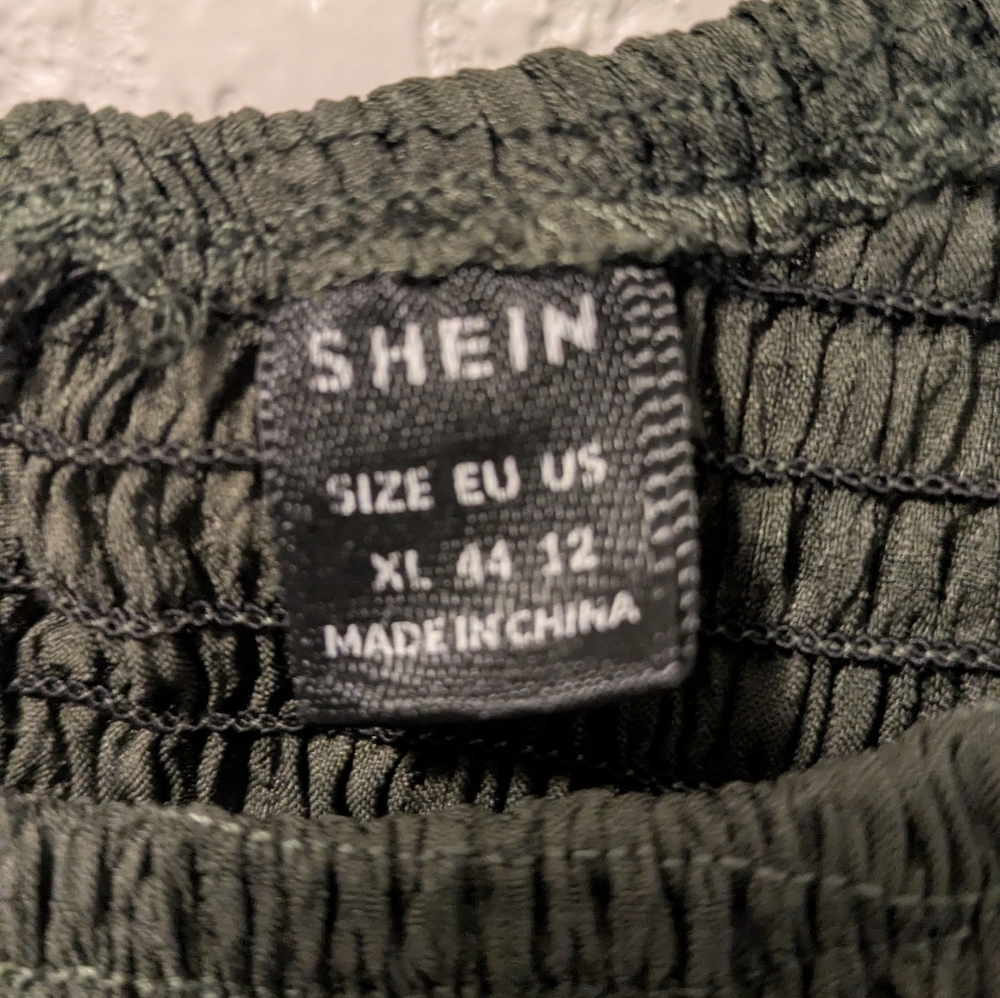 SHEIN
SIZE EU US
XL 44 12
MADE IN CHINA